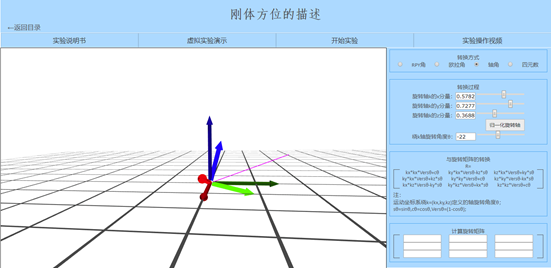 刚体方位的描述
←返回目录
实验说明书 虚拟实验演示 开始实验 实验操作视频
转换方式
RPY角 欧拉角 轴角 四元数
转换过程
旋转轴k的x分量: 0.5782
旋转轴k的y分量: 0.7277
旋转轴k的z分量: 0.3688
归一化旋转轴
绕k轴旋转角度θ: -22
与旋转矩阵的转换
R=
kx*kx*Versθ+cθ kx*ky*Versθ-kz*sθ kx*kz*Versθ+ky*sθ
kx*ky*Versθ+kz*sθ ky*ky*Versθ+cθ ky*kz*Versθ-kx*sθ
kx*kz*Versθ-ky*sθ ky*kz*Versθ+kx*sθ kz*kz*Versθ+cθ
注:
运动坐标系绕k=(kx,ky,kz)定义的轴旋转角度θ;
sθ=sinθ,cθ=cosθ,Versθ=(1-cosθ);
计算旋转矩阵